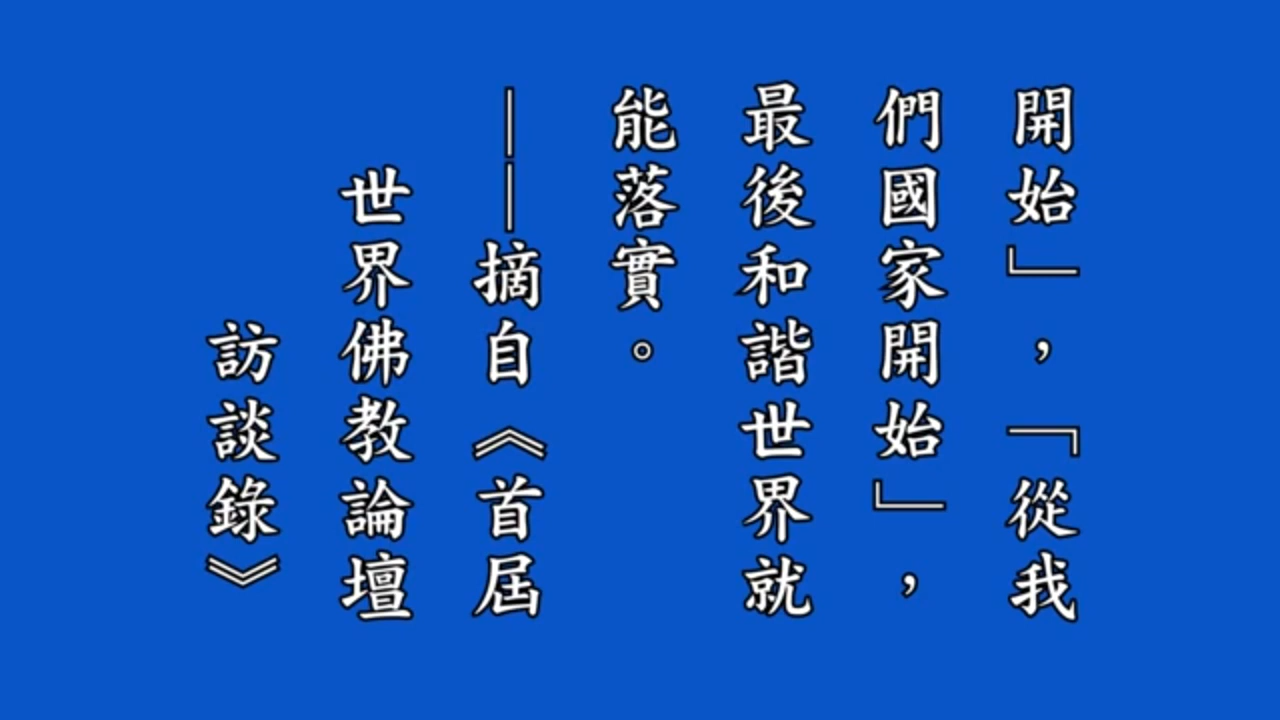 開始」，「從我
們國家開始」，
最後和諧世界就
能落實。
——摘自《首屆
世界佛教論壇
訪談錄》